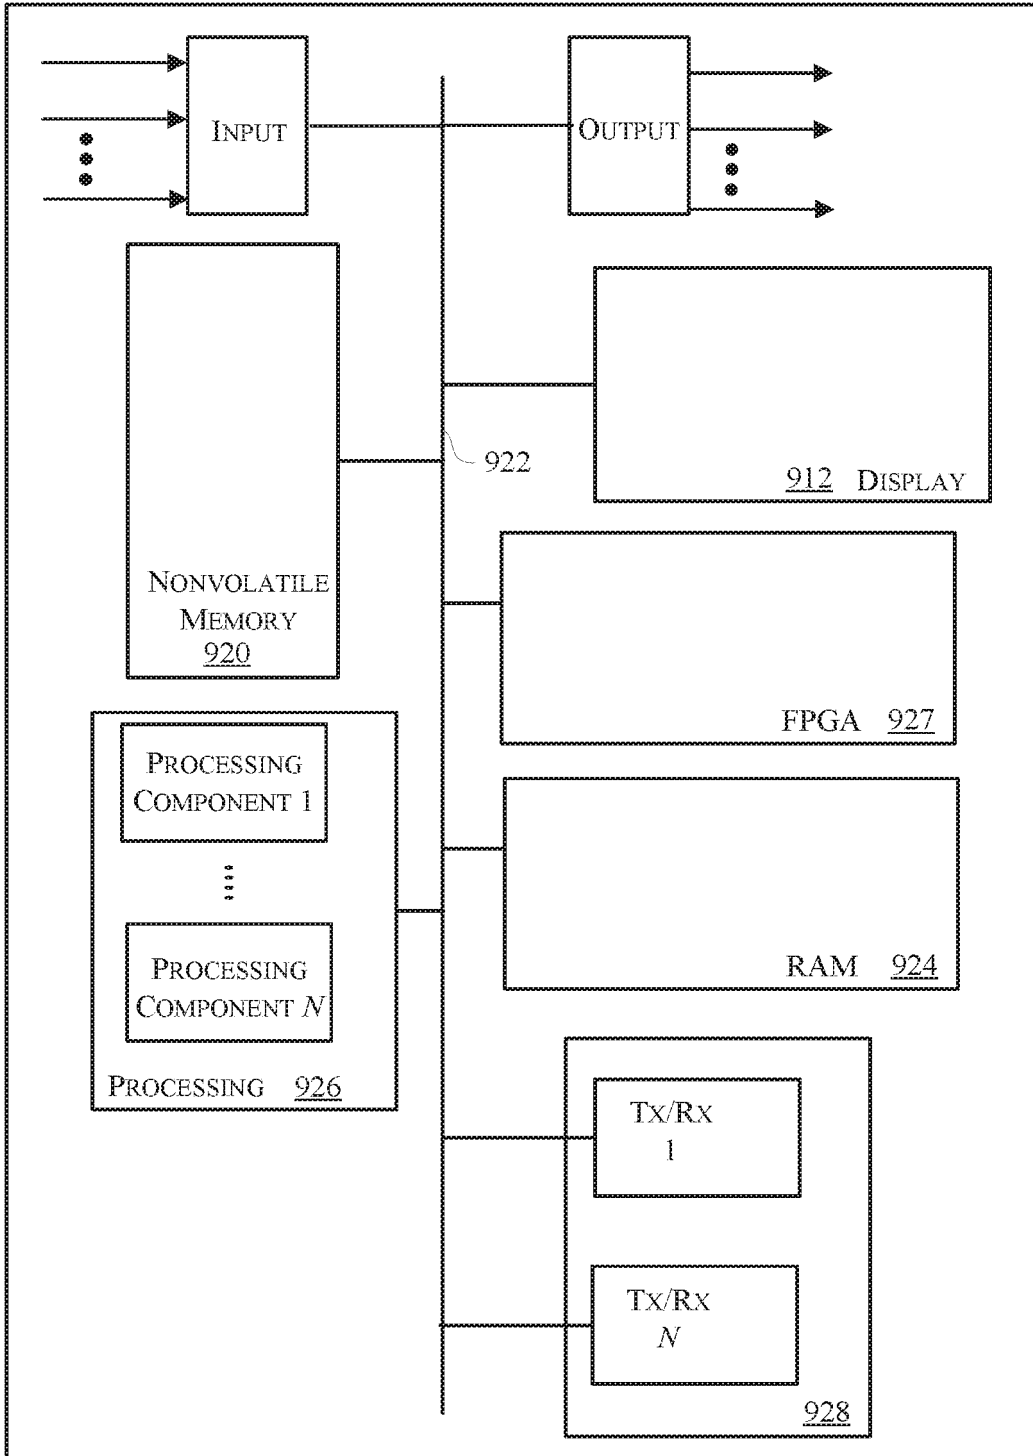 INPUT
OUTPUT
922
912 DISPLAY
NONVOLATILE
MEMORY
920
FPGA 927
PROCESSING
COMPONENT 1
RAM 924
PROCESSING
COMPONENT N
PROCESSING 926
TX/RX
1
TX/RX
N
928